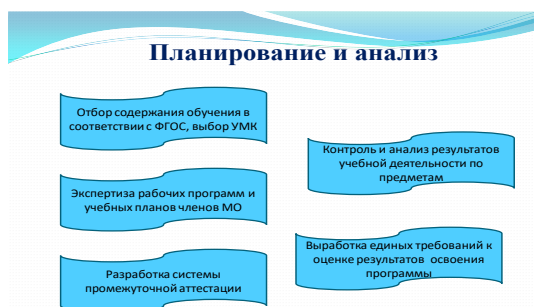 Планирование и анализ
Отбор содержания обучения в
соответствии с ФГОС, выбор УМК
Экспертиза рабочих программ и
учебных планов членов МО
Разработка системы
промежуточной аттестации
Контроль и анализ результатов
учебной деятельности по
предметам
Выработка единых требований к
оценке результатов освоения
программы